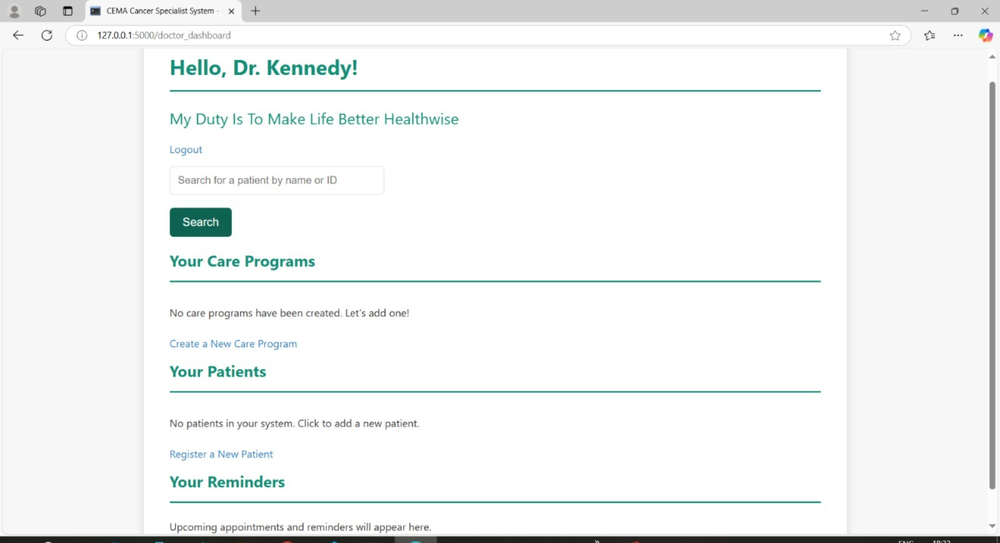 CEMA Cancer Specialist System -
127.0.0.1:5000/doctor_dashboard
Hello, Dr. Kennedy!
My Duty Is To Make Life Better Healthwise
Logout
Search for a patient by name or ID
Search
Your Care Programs
No care programs have been created. Let's add one!
Create a New Care Program
Your Patients
No patients in your system. Click to add a new patient.
Register a New Patient
Your Reminders
Upcoming appointments and reminders will appear here.